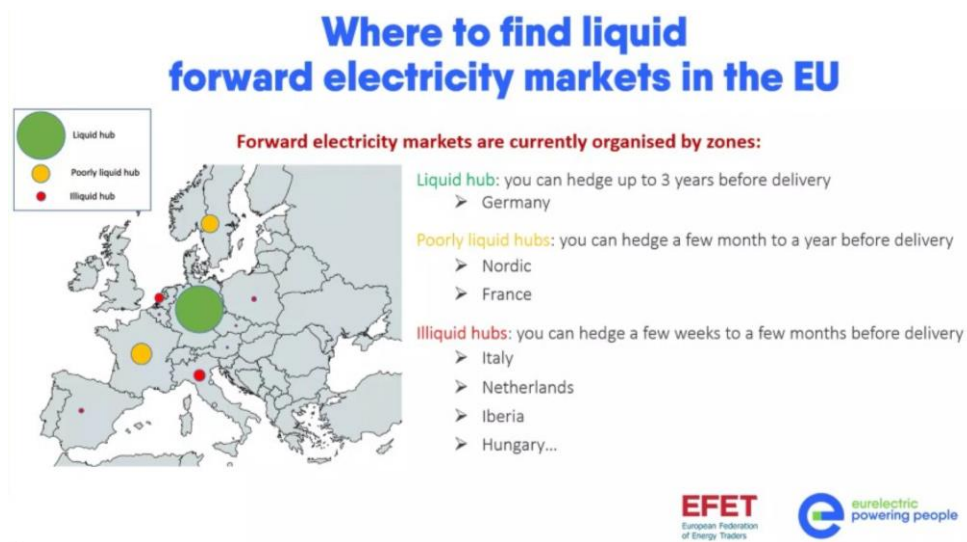 Where to find liquid
forward electricity markets in the EU
Liquid hub
Poorly liquid hub
Illiquid hub
Forward electricity markets are currently organised by zones:
Liquid hub: you can hedge up to 3 years before delivery
➢ Germany
Poorly liquid hubs: you can hedge a few month to a year before delivery
➢ Nordic
➢ France
Illiquid hubs: you can hedge a few weeks to a few months before delivery
➢ Italy
➢ Netherlands
➢ Iberia
➢ Hungary...
EFET
European Federation
of Energy Traders
eurelectric
powering people